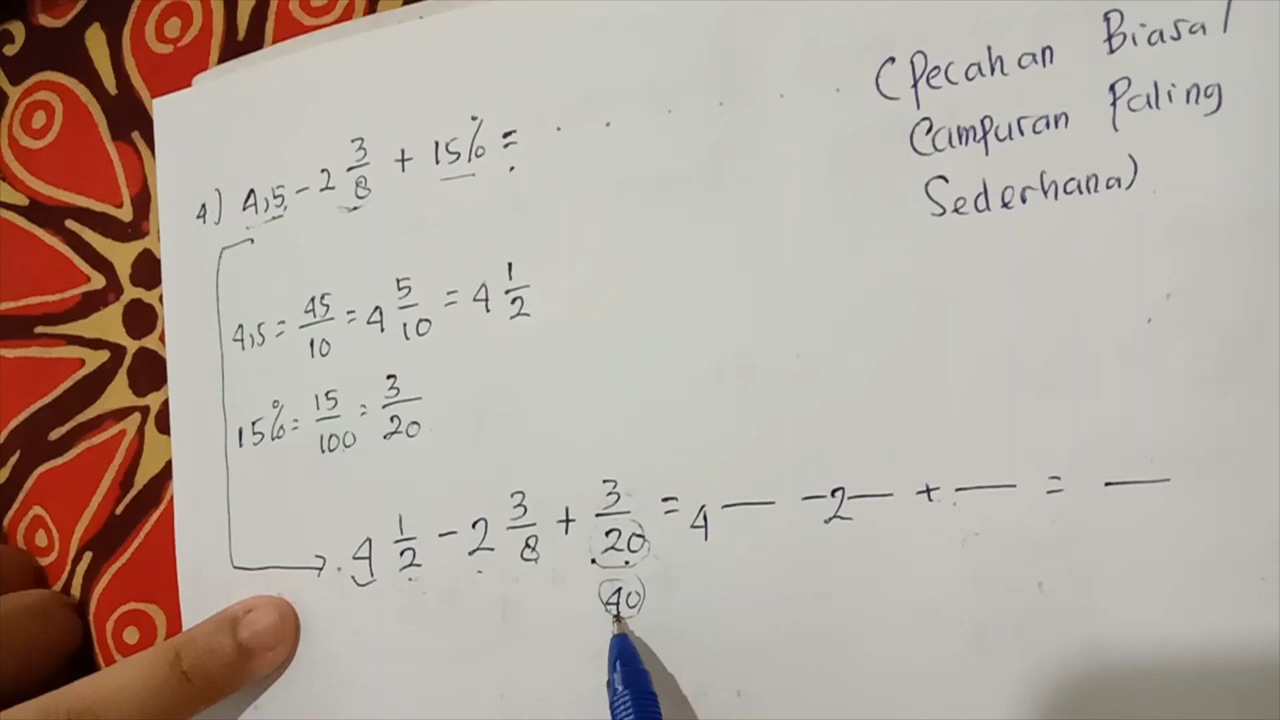 (Pecahan Biasa/
Campuran Paling
Sederhana)
4) 4,5 - 2 3/8 + 15% = . . . . . .
4,5 = 45/10 = 4 5/10 = 4 1/2
15% = 15/100 = 3/20
4 1/2 - 2 3/8 + 3/20 = 4 — - 2 — + — = —
40